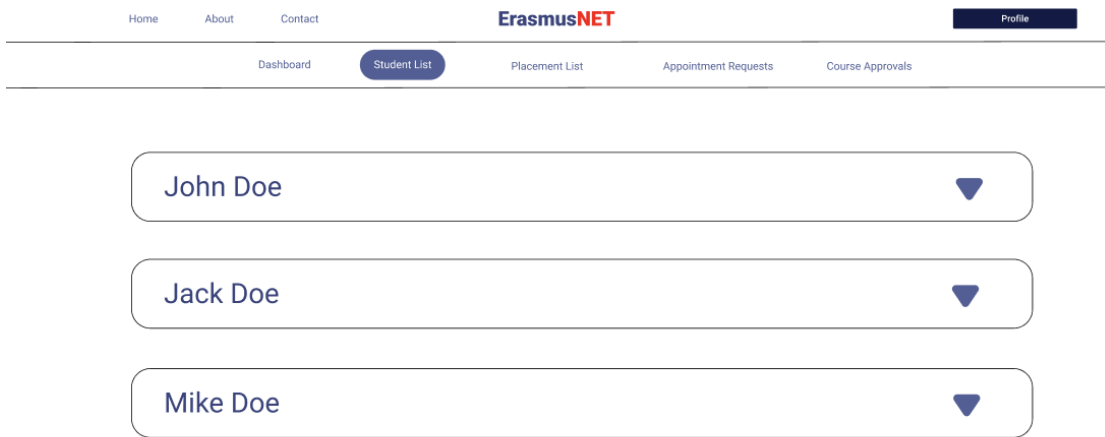 Home About Contact ErasmusNET Profile
Dashboard Student List Placement List Appointment Requests Course Approvals
John Doe
Jack Doe
Mike Doe